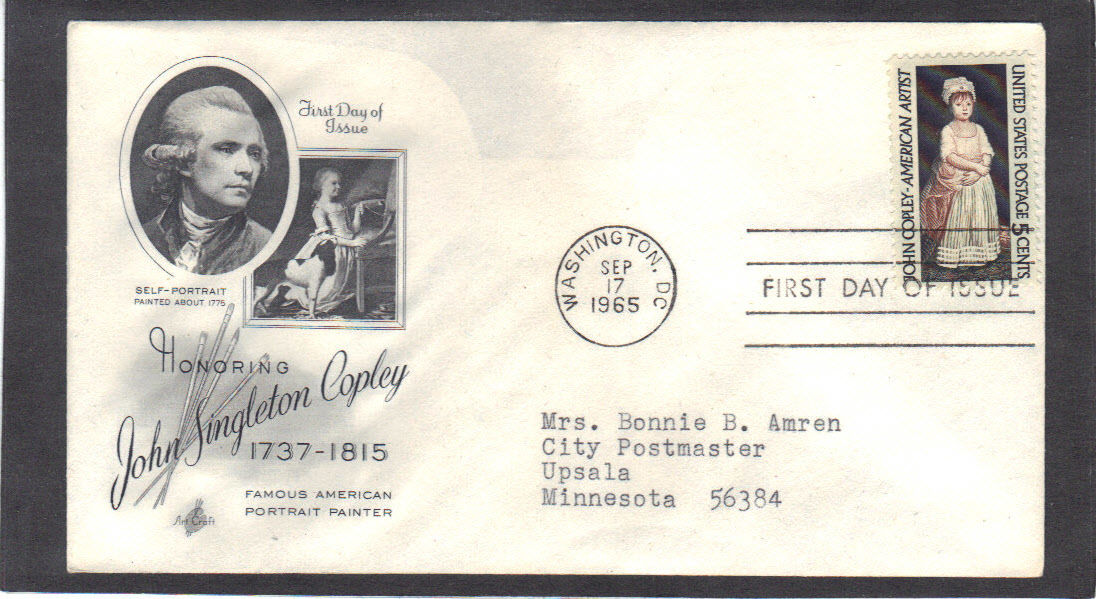 First Day of
Issue
SELF-PORTRAIT
PAINTED ABOUT 1775
HONORING
John Singleton Copley
1737-1815
FAMOUS AMERICAN
PORTRAIT PAINTER
Art Craft
WASHINGTON, DC
SEP
17
1965
JOHN COPLEY-AMERICAN ARTIST
UNITED STATES POSTAGE 5 CENTS
FIRST DAY OF ISSUE
Mrs. Bonnie B. Amren
City Postmaster
Upsala
Minnesota 56384